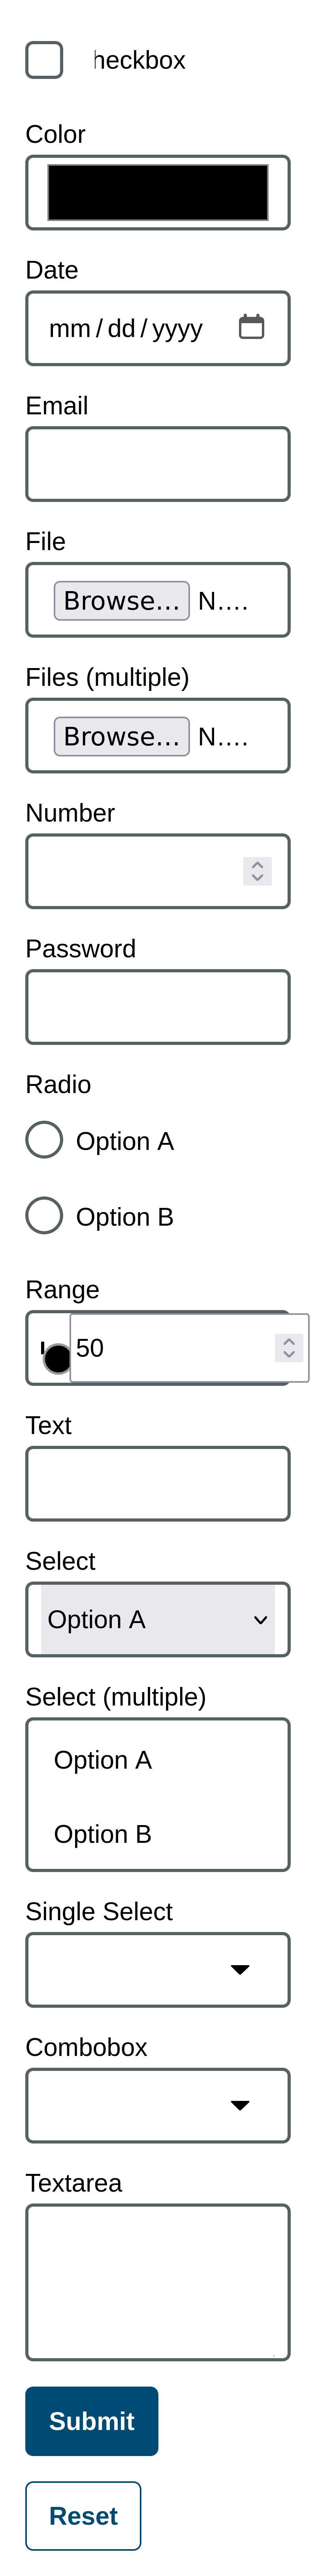 heckbox
Color
Date
mm / dd / yyyy
Email
File
Browse... N....
Files (multiple)
Browse... N....
Number
Password
Radio
Option A
Option B
Range
50
Text
Select
Option A
Select (multiple)
Option A
Option B
Single Select
Combobox
Textarea
Submit
Reset